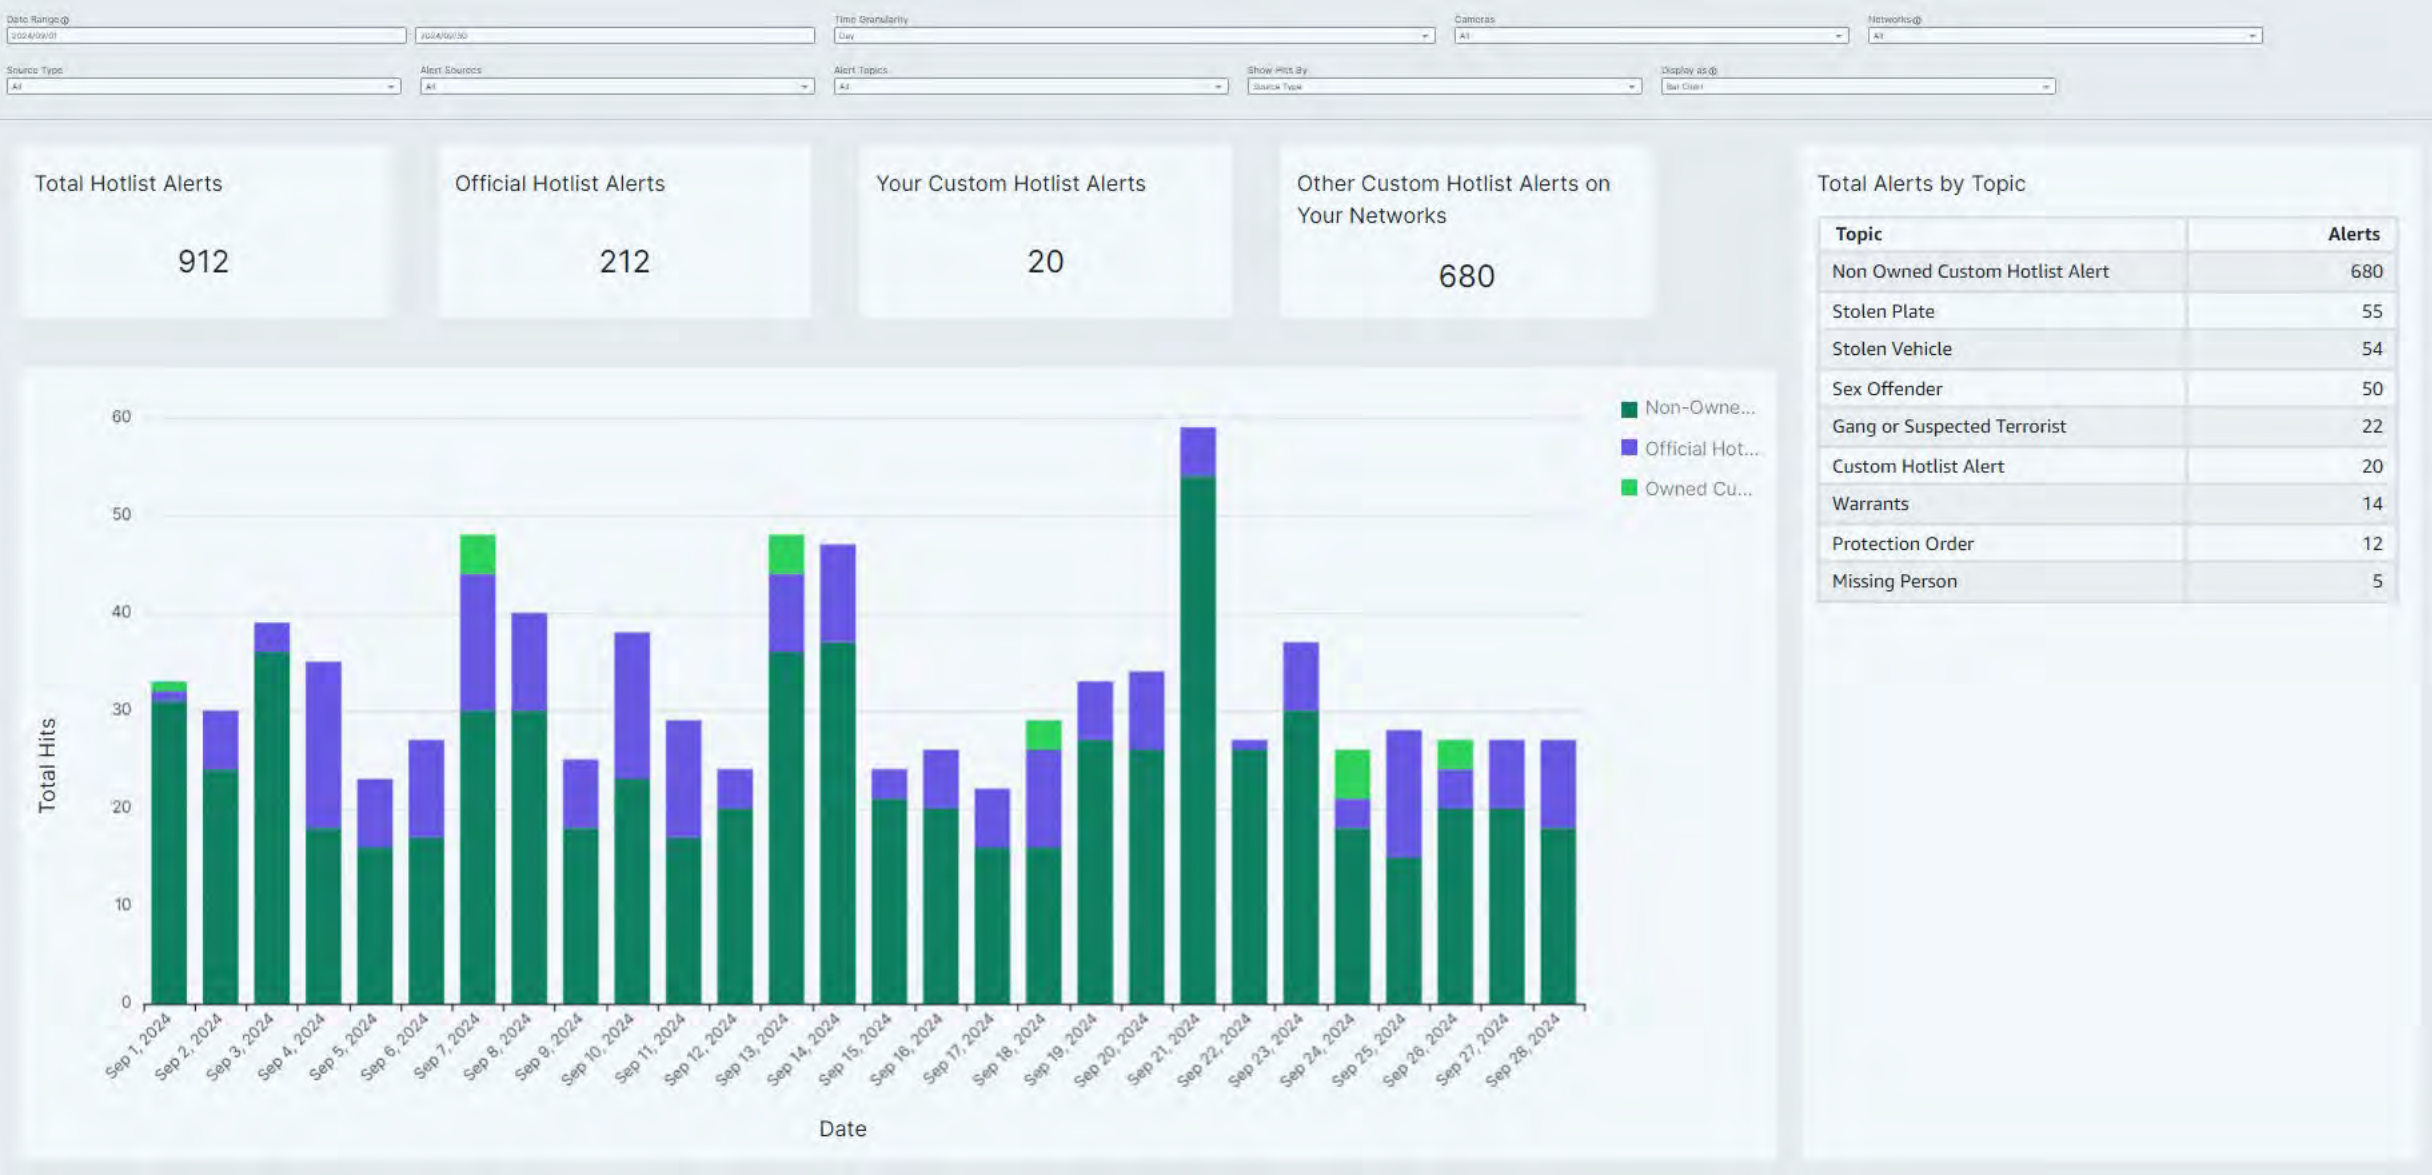 Date Range
Time Granularity
Cameras
Networks
2024/09/01
2024/09/30
Day
All
All
Source Type
Alert Sources
Alert Topics
Show Hits By
Display as
All
All
All
Source Type
Bar Chart
Total Hotlist Alerts
912
Official Hotlist Alerts
212
Your Custom Hotlist Alerts
20
Other Custom Hotlist Alerts on
Your Networks
680
Total Alerts by Topic
Topic Alerts
Non Owned Custom Hotlist Alert 680
Stolen Plate 55
Stolen Vehicle 54
Sex Offender 50
Gang or Suspected Terrorist 22
Custom Hotlist Alert 20
Warrants 14
Protection Order 12
Missing Person 5
Non-Owne...
Official Hot...
Owned Cu...
Total Hits
60
50
40
30
20
10
0
Sep 1, 2024
Sep 2, 2024
Sep 3, 2024
Sep 4, 2024
Sep 5, 2024
Sep 6, 2024
Sep 7, 2024
Sep 8, 2024
Sep 9, 2024
Sep 10, 2024
Sep 11, 2024
Sep 12, 2024
Sep 13, 2024
Sep 14, 2024
Sep 15, 2024
Sep 16, 2024
Sep 17, 2024
Sep 18, 2024
Sep 19, 2024
Sep 20, 2024
Sep 21, 2024
Sep 22, 2024
Sep 23, 2024
Sep 24, 2024
Sep 25, 2024
Sep 26, 2024
Sep 27, 2024
Sep 28, 2024
Date